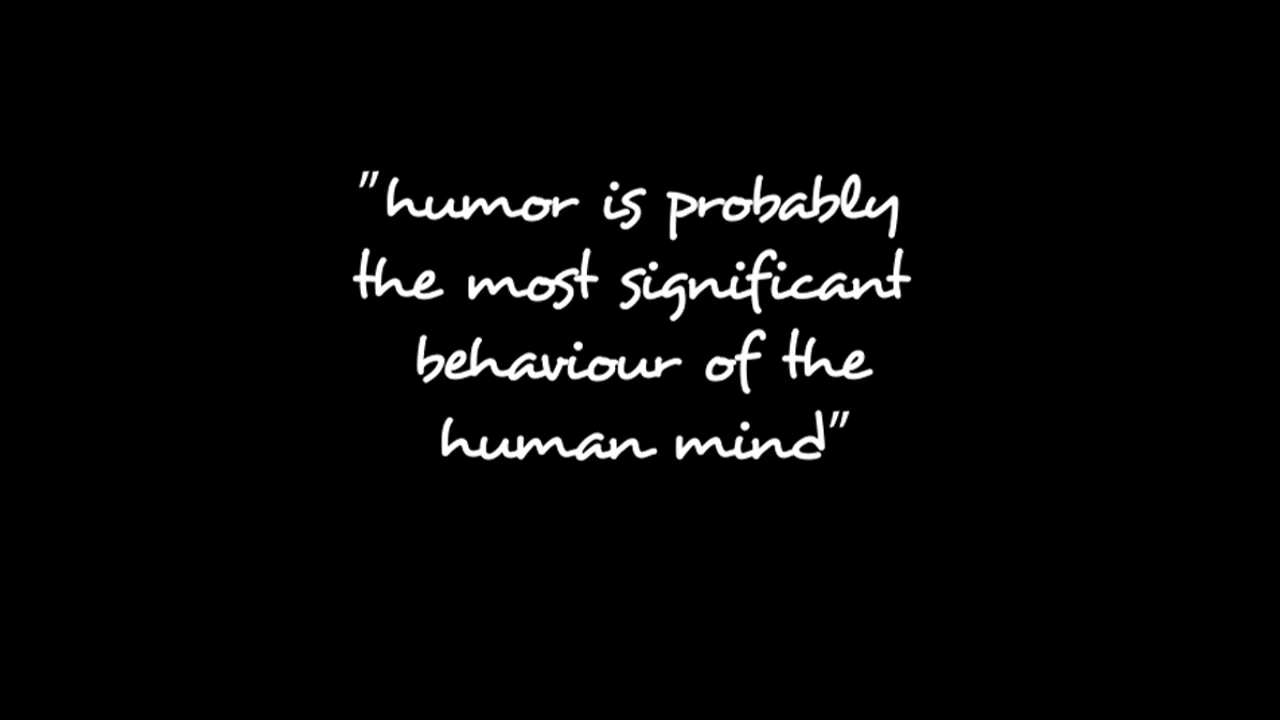 "humor is probably
the most significant
behaviour of the
human mind"